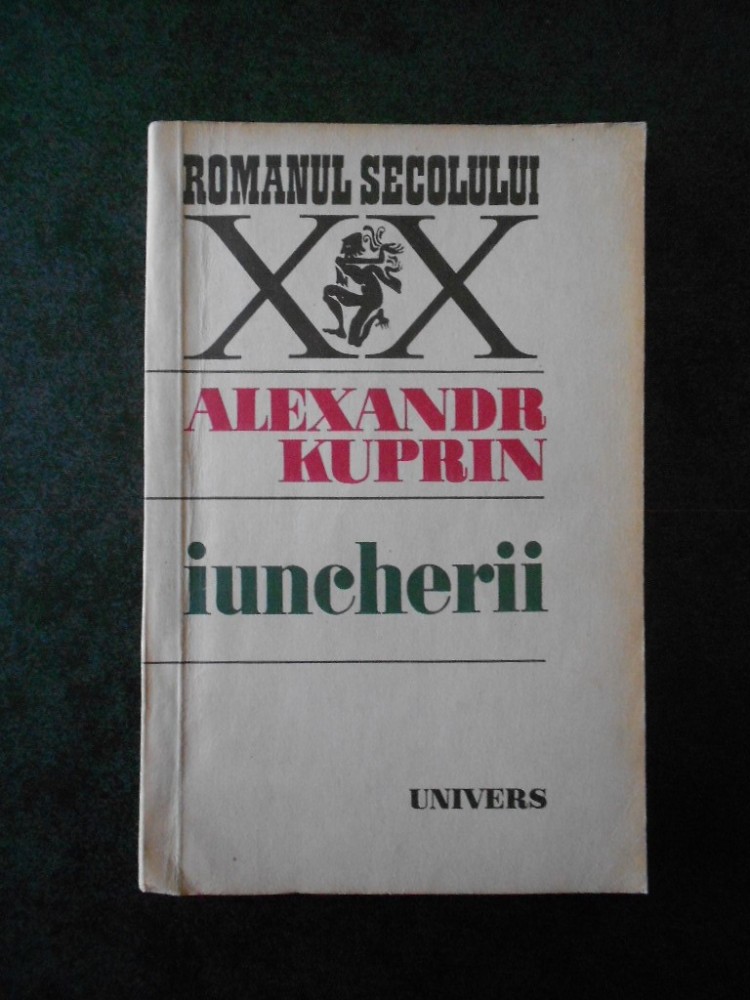 ROMANUL SECOLULUI
XX
ALEXANDR
KUPRIN
iuncherii
UNIVERS